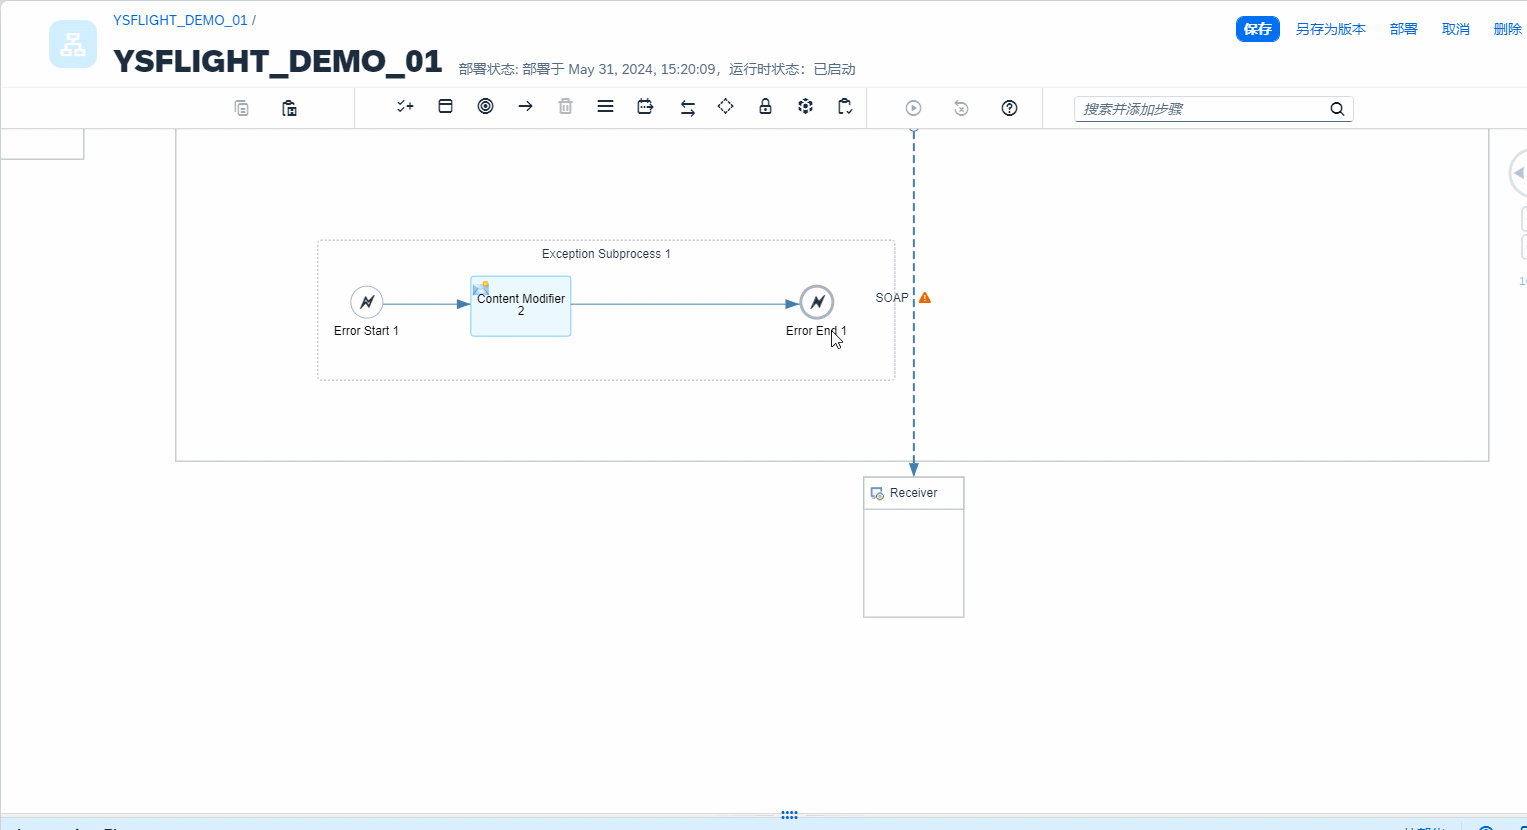 YSFLIGHT_DEMO_01 /
YSFLIGHT_DEMO_01
部署状态: 部署于 May 31, 2024, 15:20:09，运行时状态：已启动
保存 另存为版本 部署 取消 删除
搜索并添加步骤
Exception Subprocess 1
Error Start 1
Content Modifier
2
Error End 1
SOAP
Receiver